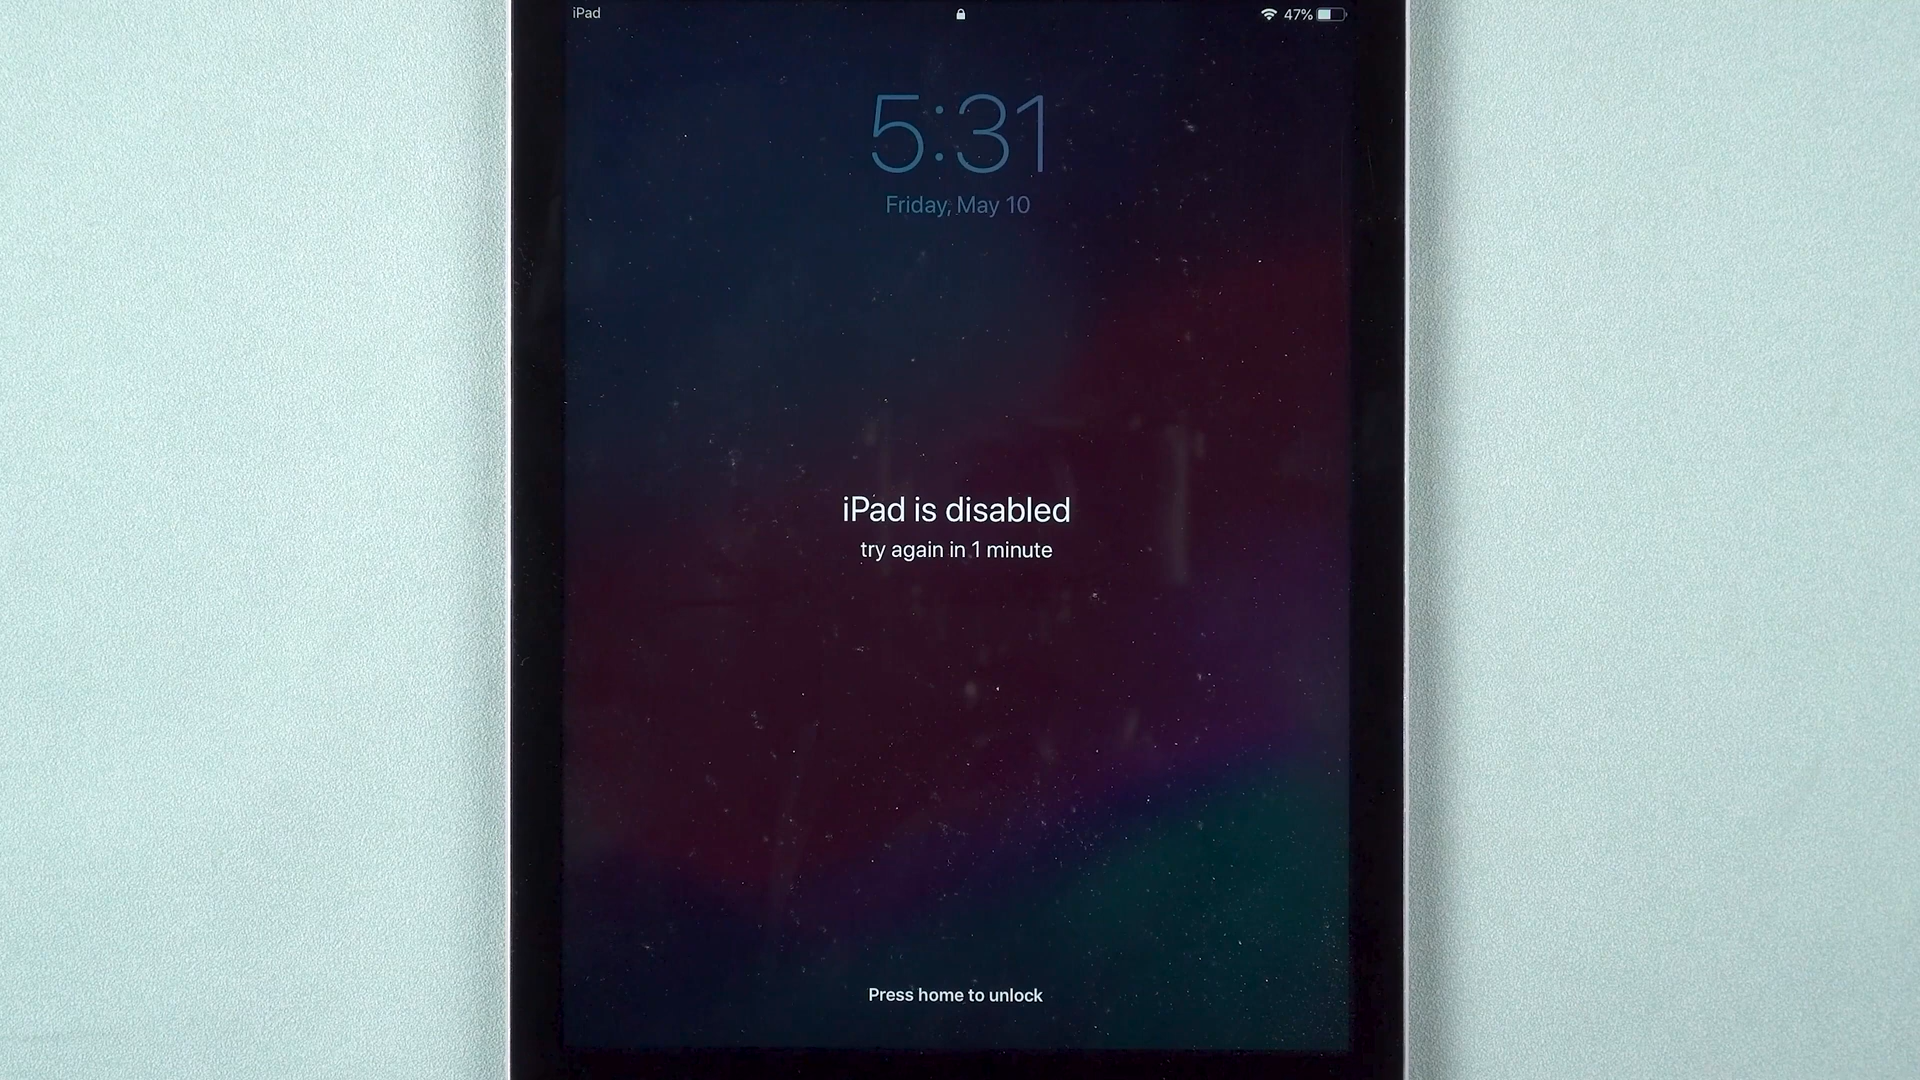 iPad 47%
5:31
Friday, May 10
iPad is disabled
try again in 1 minute
Press home to unlock